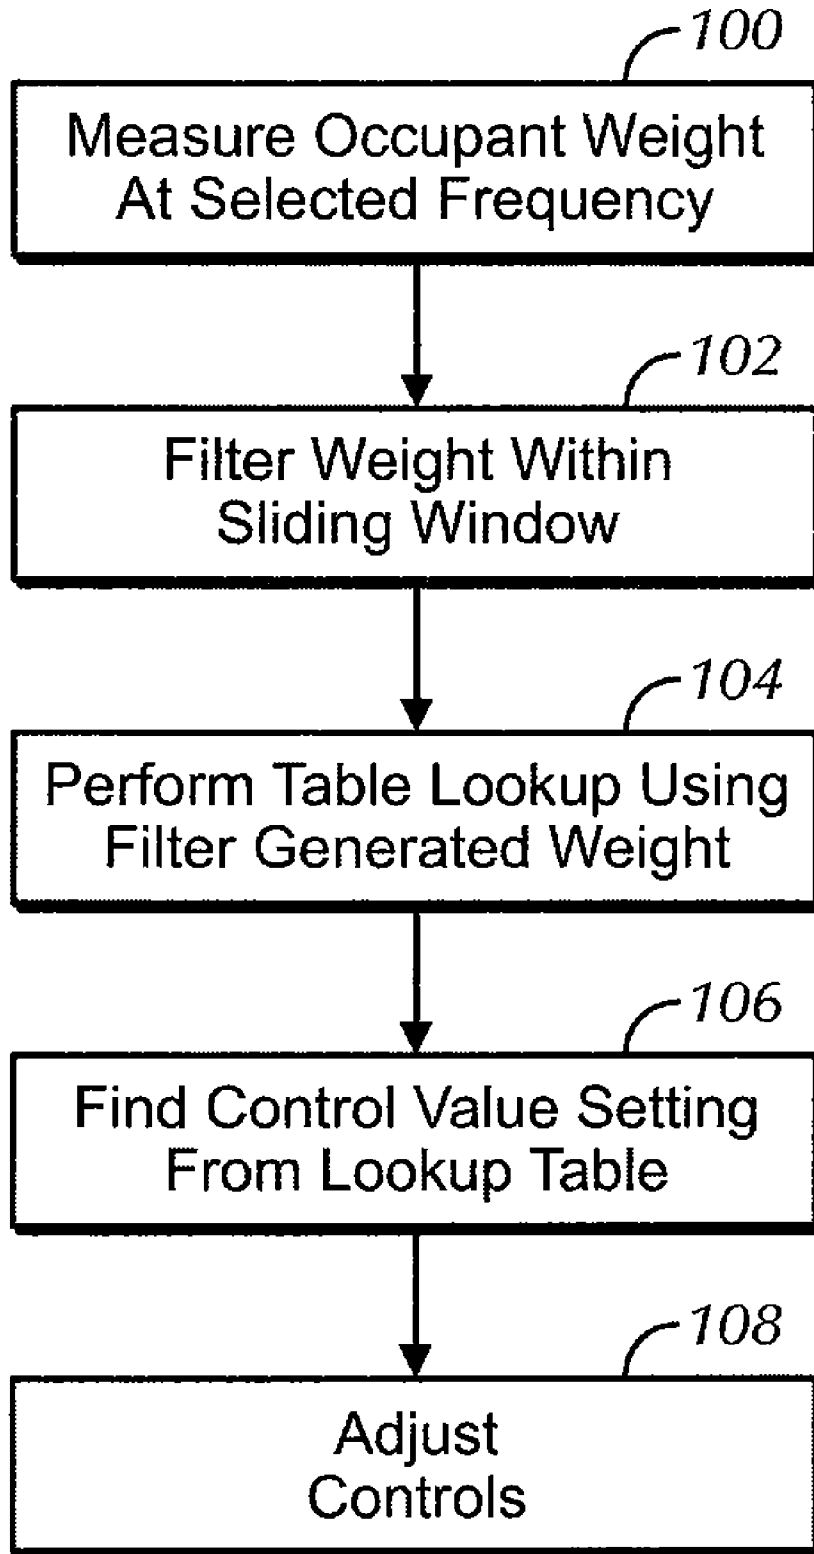 100
Measure Occupant Weight
At Selected Frequency
102
Filter Weight Within
Sliding Window
104
Perform Table Lookup Using
Filter Generated Weight
106
Find Control Value Setting
From Lookup Table
108
Adjust
Controls